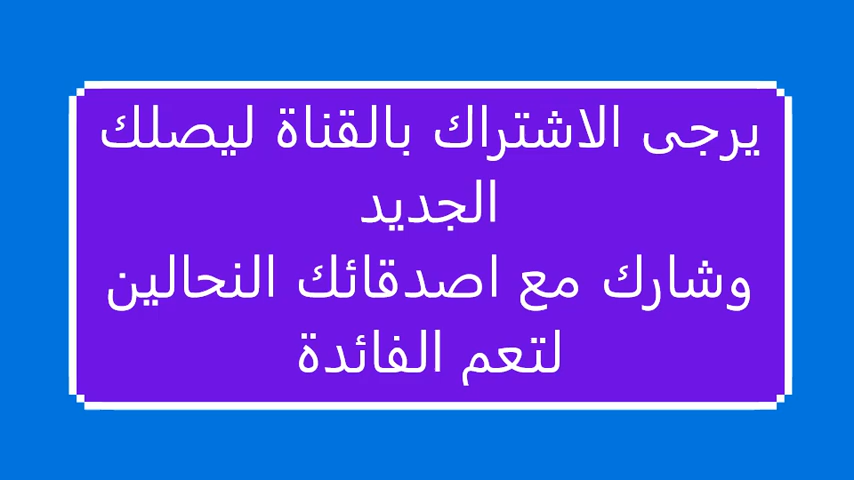 يرجى الاشتراك بالقناة ليصلك
الجديد
وشارك مع اصدقائك النحالين
لتعم الفائدة